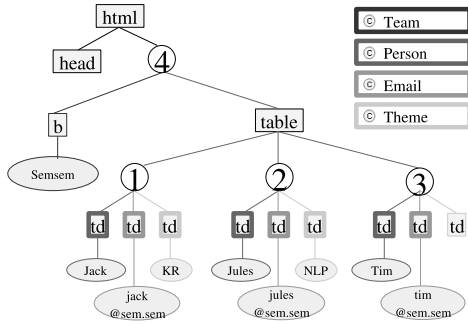 html
© Team
head
4
© Person
© Email
b
table
© Theme
Semsem
1
2
3
td td td
td td td
td td td
Jack
KR
Jules
NLP
Tim
jack
@sem.sem
jules
@sem.sem
tim
@sem.sem